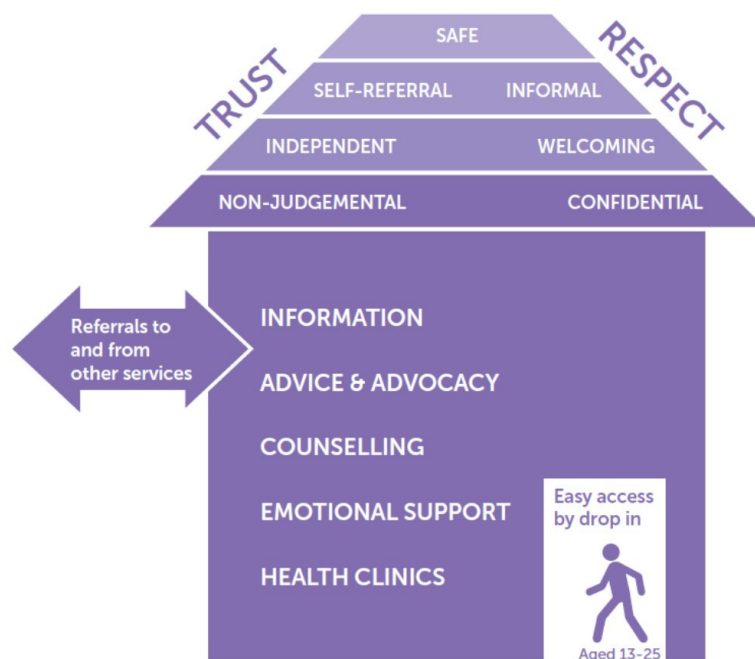 TRUST
RESPECT
SAFE
SELF-REFERRAL INFORMAL
INDEPENDENT WELCOMING
NON-JUDGEMENTAL CONFIDENTIAL
Referrals to
and from
other services
INFORMATION
ADVICE & ADVOCACY
COUNSELLING
EMOTIONAL SUPPORT
HEALTH CLINICS
Easy access
by drop in
Aged 13-25